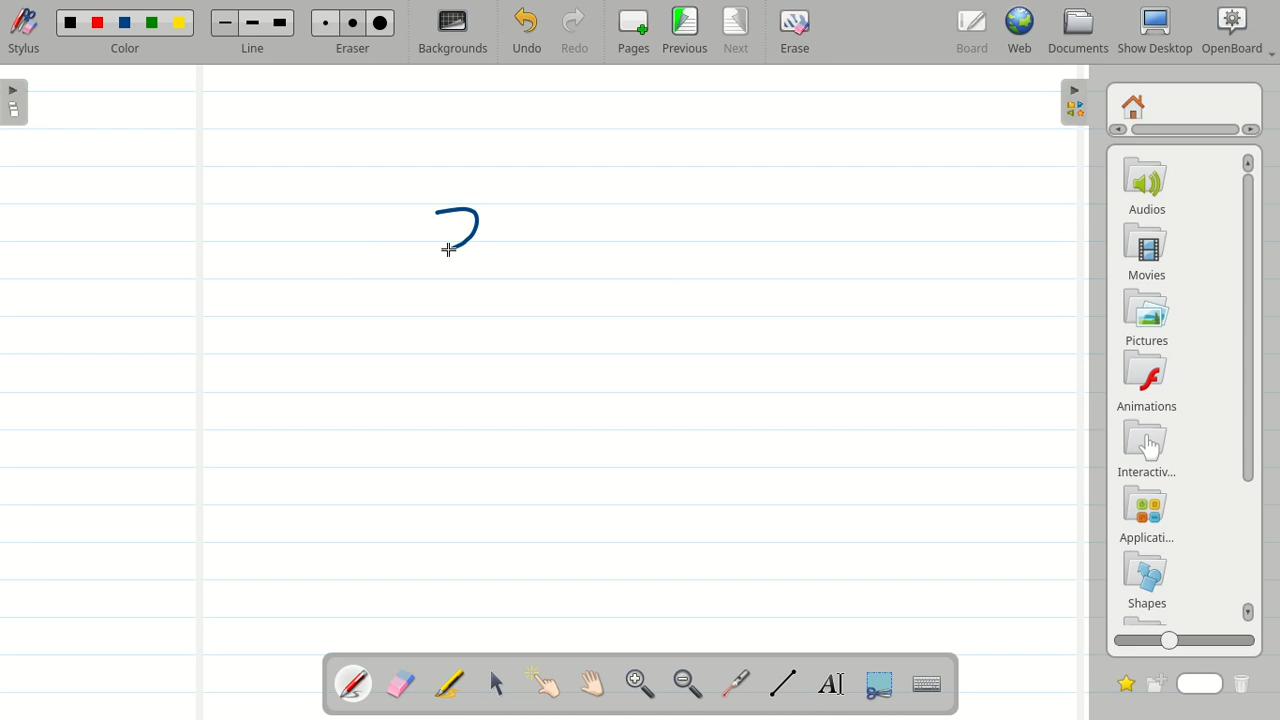 Stylus
Color
Line
Eraser
Backgrounds
Undo
Redo
Pages
Previous
Next
Erase
Board
Web
Documents
Show Desktop
OpenBoard
Audios
Movies
Pictures
Animations
Interactiv...
Applicati...
Shapes
AI